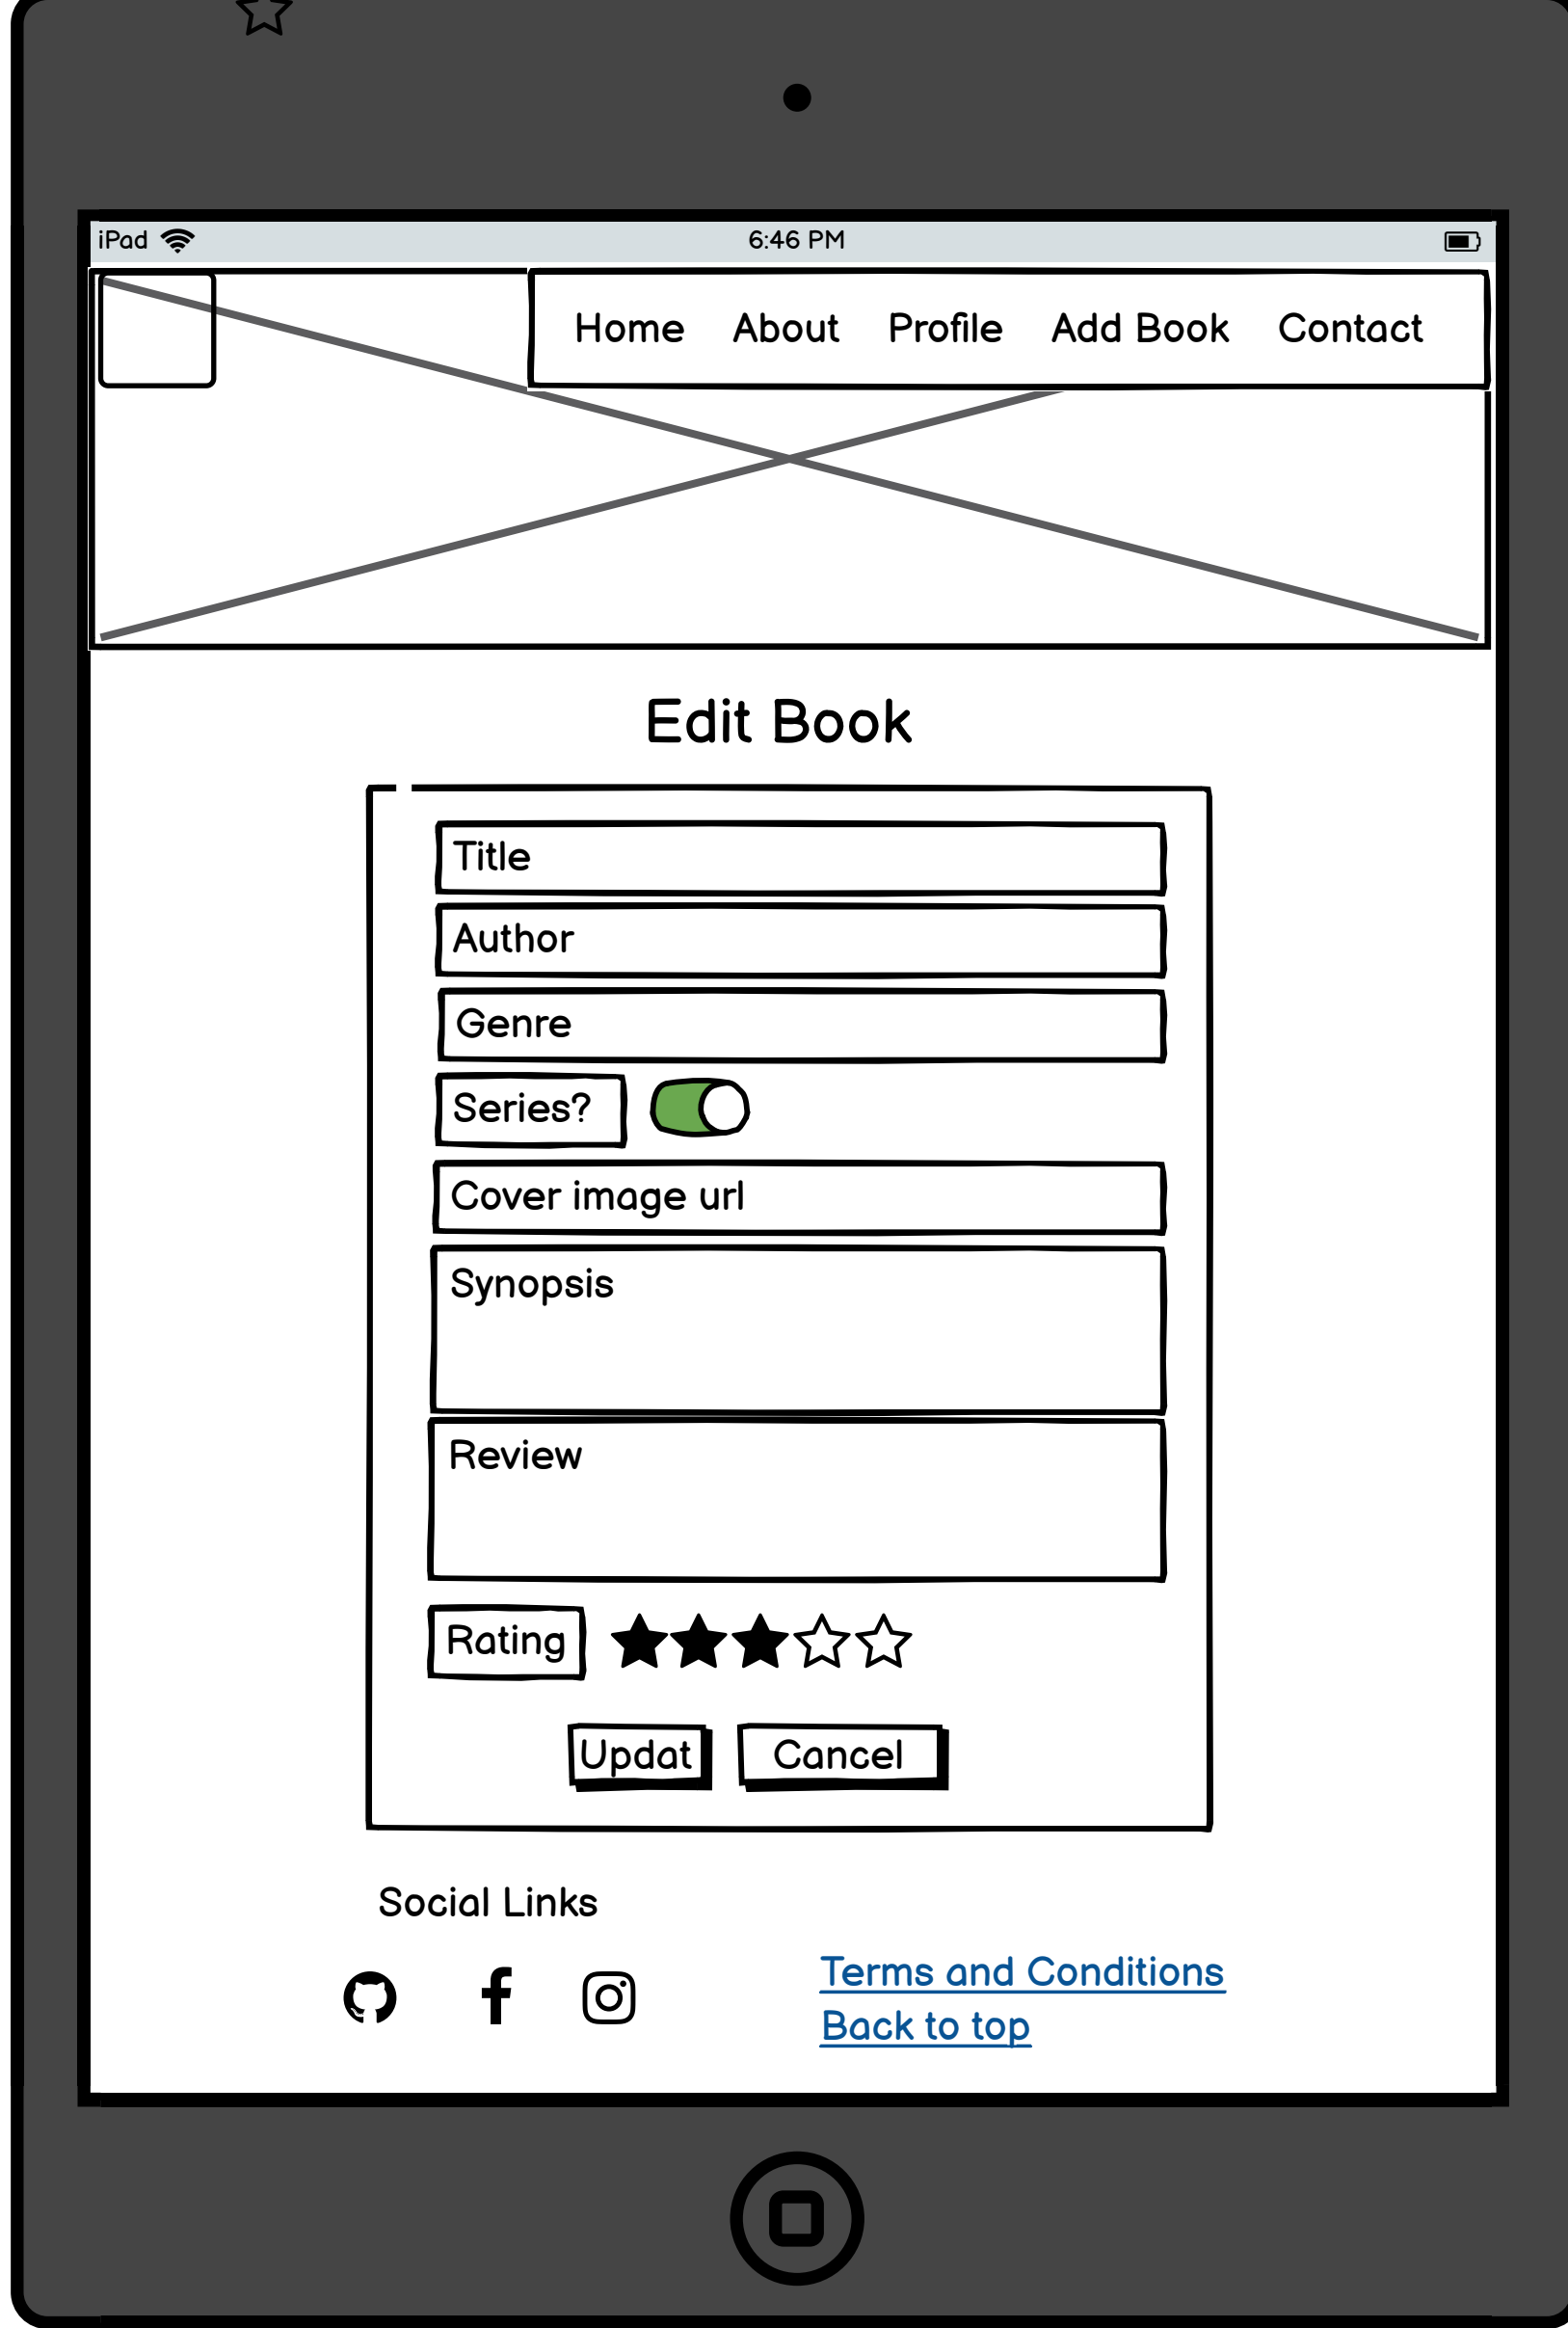 iPad 6:46 PM
Home About Profile Add Book Contact
Edit Book
Title
Author
Genre
Series?
Cover image url
Synopsis
Review
Rating
Updat Cancel
Social Links
Terms and Conditions
Back to top